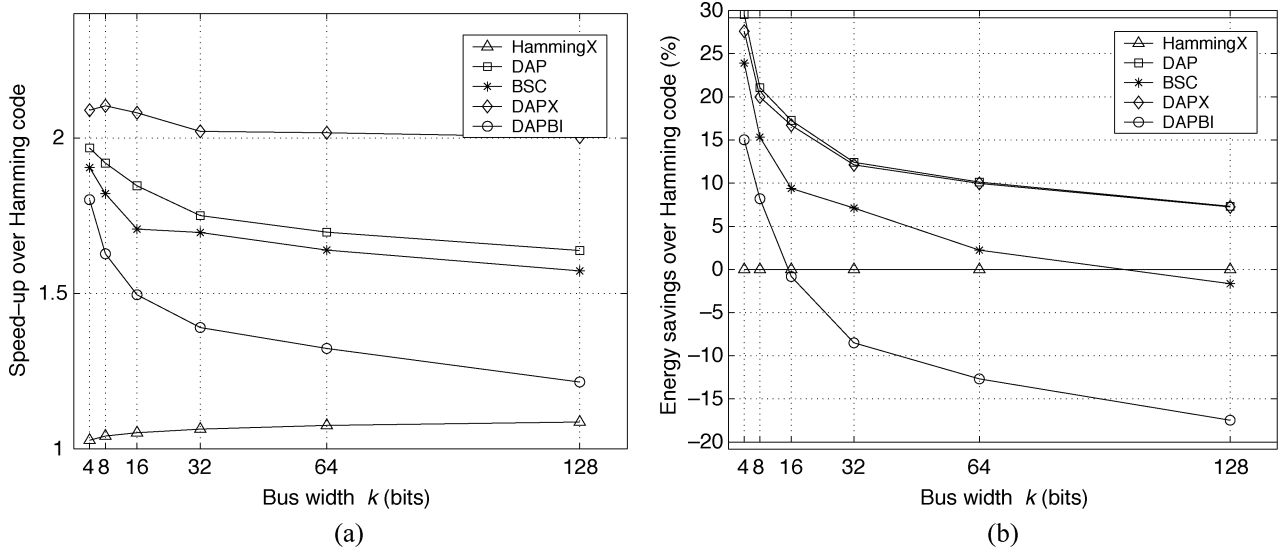 Speed–up over Hamming code
2
1.5
1
HammingX
DAP
BSC
DAPX
DAPBI
4 8 16 32 64 128
Bus width k (bits)
(a)
Energy savings over Hamming code (%)
30
25
20
15
10
5
0
−5
−10
−15
−20
HammingX
DAP
BSC
DAPX
DAPBI
4 8 16 32 64 128
Bus width k (bits)
(b)